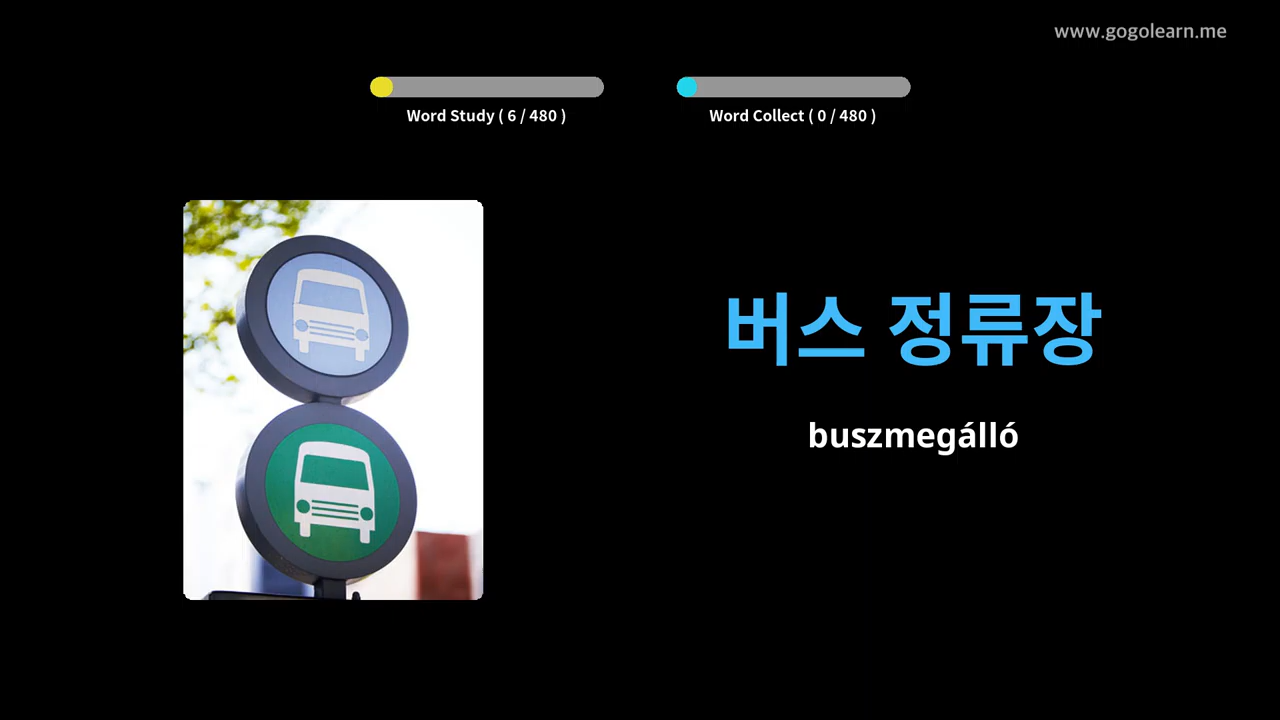 www.gogolearn.me
Word Study ( 6 / 480 )
Word Collect ( 0 / 480 )
버스 정류장
buszmegálló